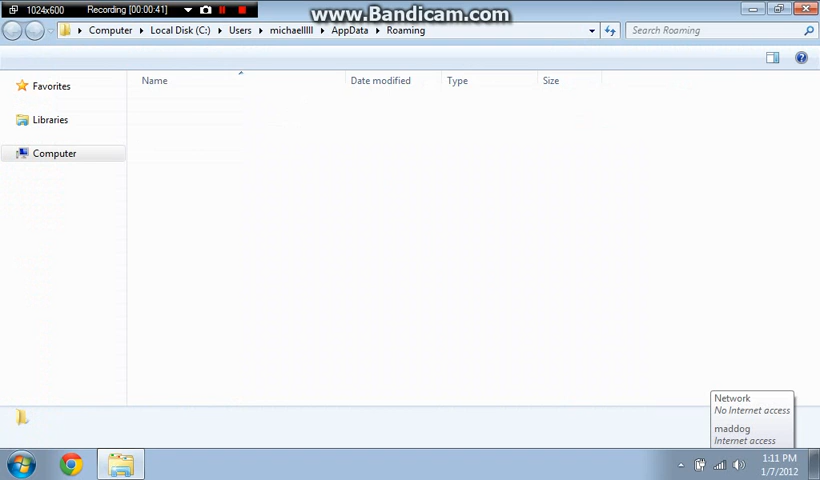 1024x600
Recording [00:00:41]
www.Bandicam.com
Computer
Local Disk (C:)
Users
michaelllll
AppData
Roaming
Search Roaming
Name
Date modified
Type
Size
Favorites
Libraries
Computer
Network
No Internet access
maddog
Internet access
1:11 PM
1/7/2012